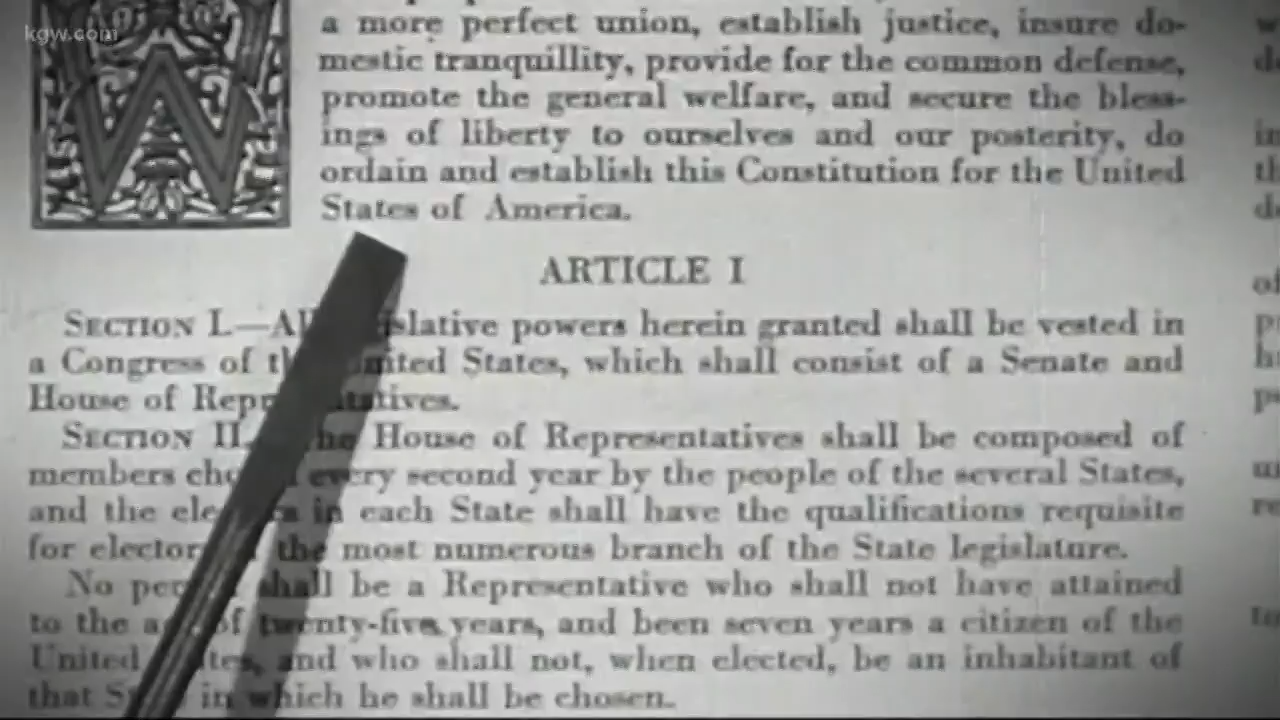 kgw.com
W
a more perfect union, establish justice, insure do-
mestic tranquillity, provide for the common defense,
promote the general welfare, and secure the bless-
ings of liberty to ourselves and our posterity, do
ordain and establish this Constitution for the United
States of America.
ARTICLE I
SECTION I.—All slative powers herein granted shall be vested in
a Congress of th nited States, which shall consist of a Senate and
House of Rep tatives.
SECTION II. he House of Representatives shall be composed of
members cho every second year by the people of the several States,
and the ele s in each State shall have the qualifications requisite
for elector the most numerous branch of the State legislature.
No per shall be a Representative who shall not have attained
to the a of twenty-five years, and been seven years a citizen of the
United tes, and who shall not, when elected, be an inhabitant of
that S in which he shall be chosen.